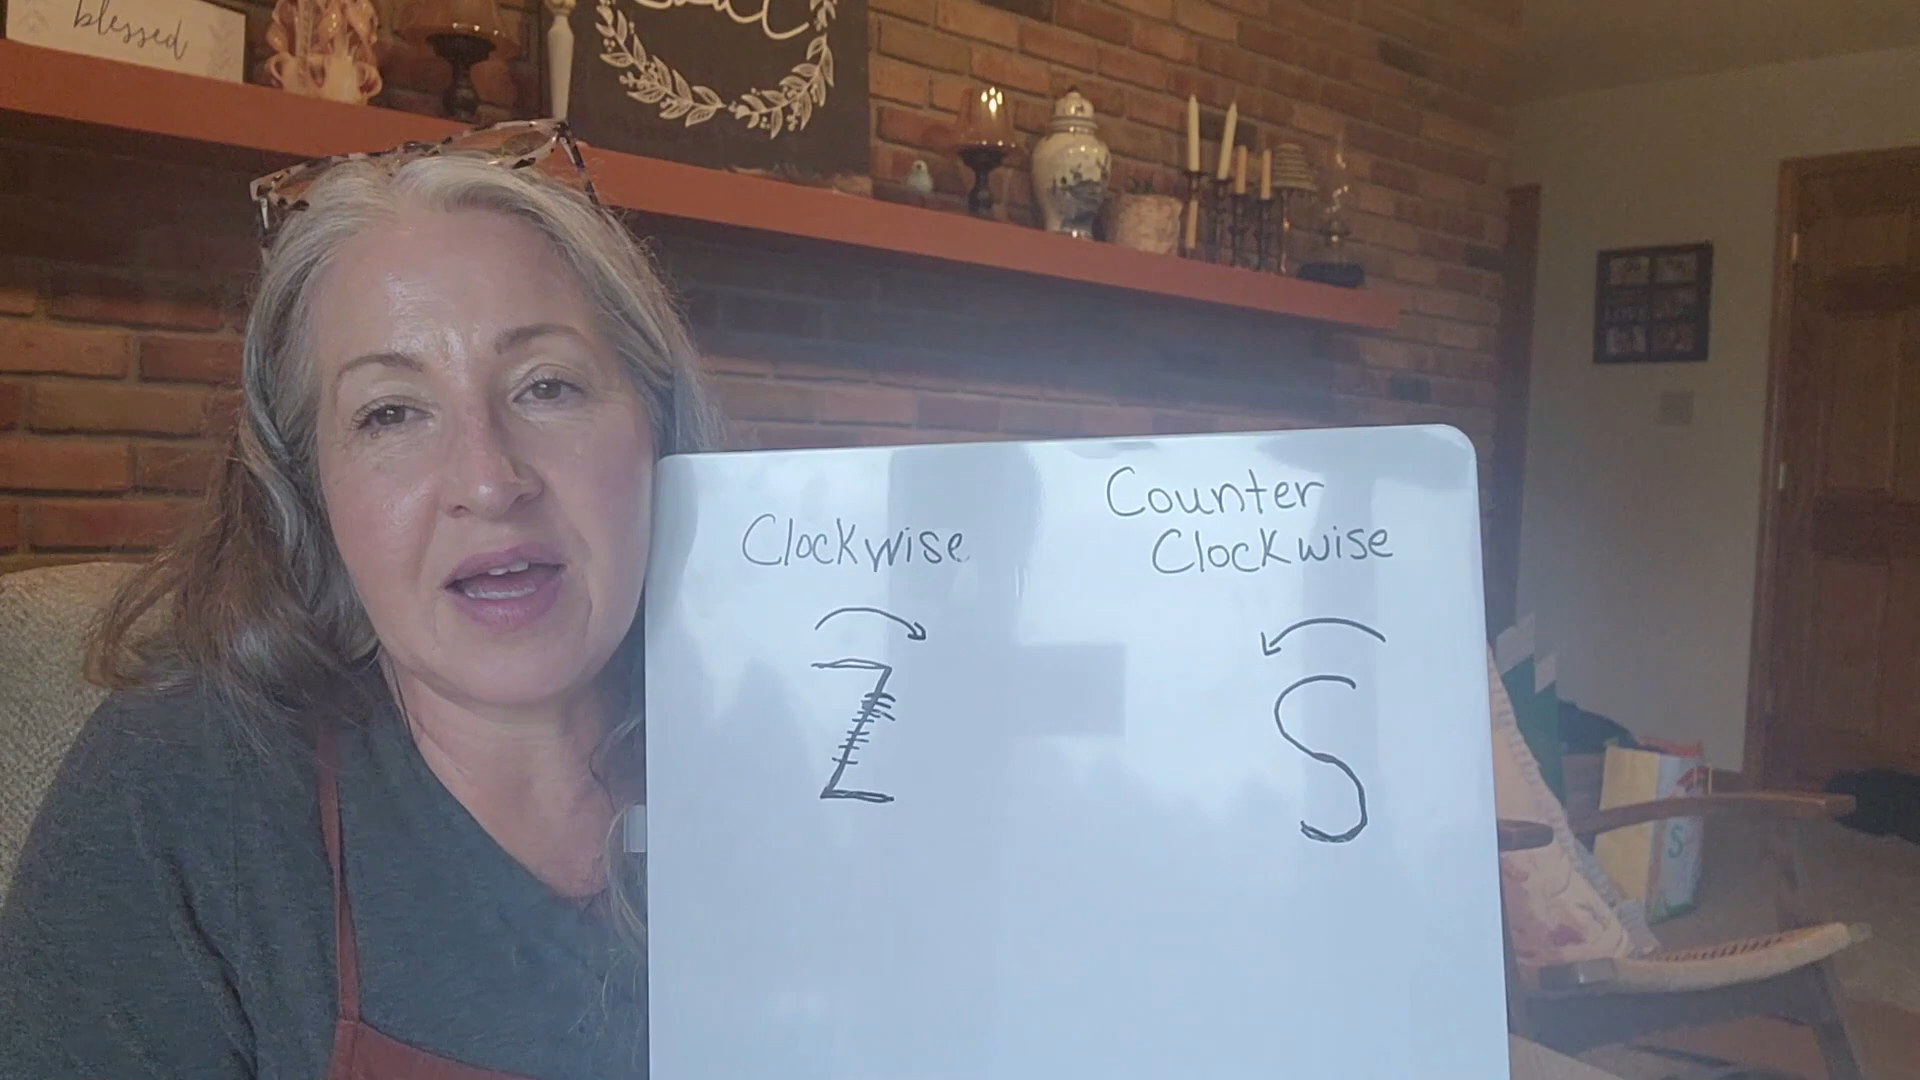 blessed
Clockwise
Counter
Clockwise
Z
S
S